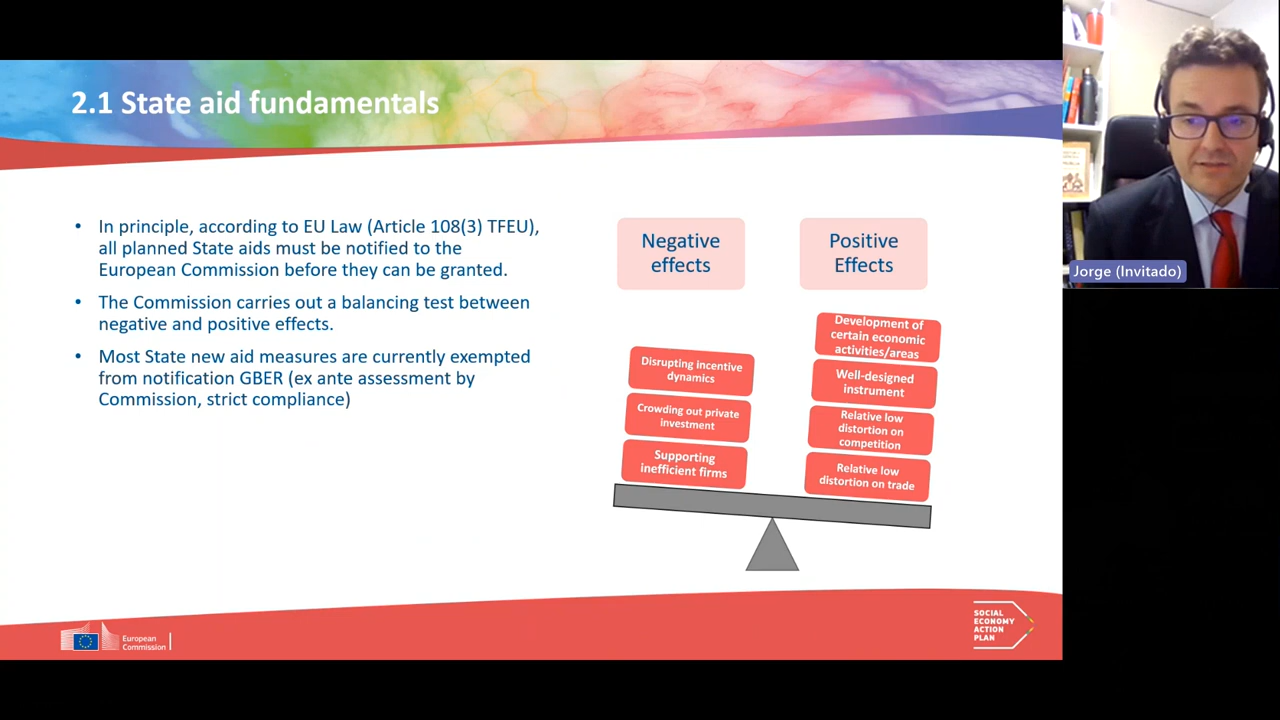 2.1 State aid fundamentals
• In principle, according to EU Law (Article 108(3) TFEU),
all planned State aids must be notified to the
European Commission before they can be granted.
• The Commission carries out a balancing test between
negative and positive effects.
• Most State new aid measures are currently exempted
from notification GBER (ex ante assessment by
Commission, strict compliance)
Negative
effects
Disrupting incentive
dynamics
Crowding out private
investment
Supporting
inefficient firms
Positive
Effects
Development of
certain economic
activities/areas
Well-designed
instrument
Relative low
distortion on
competition
Relative low
distortion on trade
European
Commission
SOCIAL
ECONOMY
ACTION
PLAN
Jorge (Invitado)